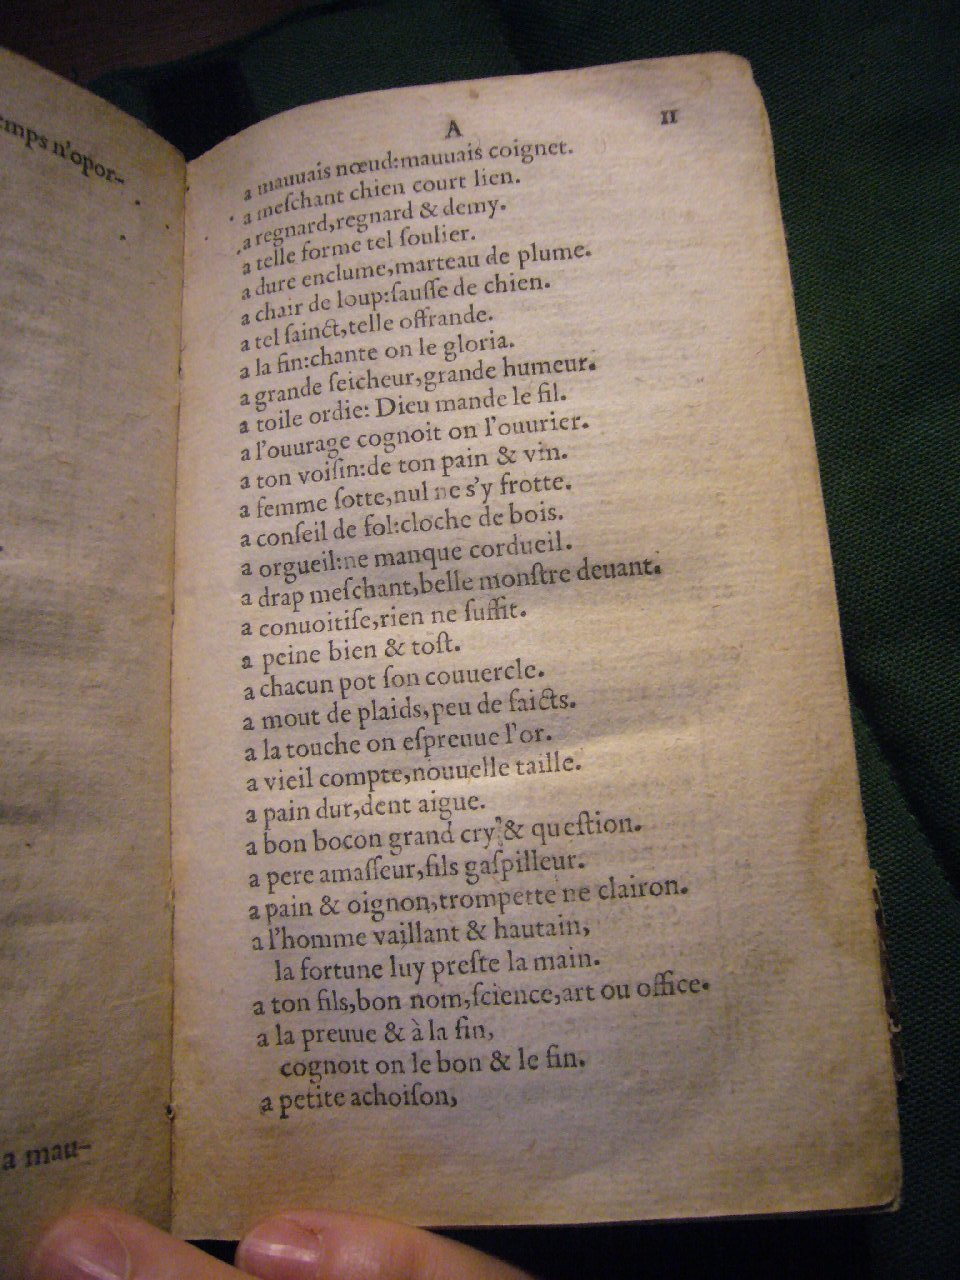 emps n'opor-
a mau-
A
II
a mauuais nœud:mauuais coignet.
a meſchant chien court lien.
a regnard,regnard & demy.
a telle forme tel ſoulier.
a dure enclume,marteau de plume.
a chair de loup:ſauſſe de chien.
a tel ſainct,telle offrande.
a la fin:chante on le gloria.
a grande ſeicheur,grande humeur.
a toile ordie: Dieu mande le fil.
a l'ouurage cognoit on l'ouurier.
a ton voiſin:de ton pain & vin.
a femme ſotte,nul ne s'y frotte.
a conſeil de fol:cloche de bois.
a orgueil:ne manque cordueil.
a drap meſchant,belle monſtre deuant.
a conuoitiſe,rien ne ſuffit.
a peine bien & toſt.
a chacun pot ſon couuercle.
a mout de plaids,peu de faicts.
a la touche on eſpreuue l'or.
a vieil compte,nouuelle taille.
a pain dur,dent aigue.
a bon bocon grand cry & queſtion.
a pere amaſſeur,fils gaſpilleur.
a pain & oignon,trompette ne clairon.
a l'homme vaillant & hautain,
la fortune luy preſte la main.
a ton fils,bon nom,ſcience,art ou office.
a la preuue & à la fin,
cognoit on le bon & le fin.
a petite achoiſon,